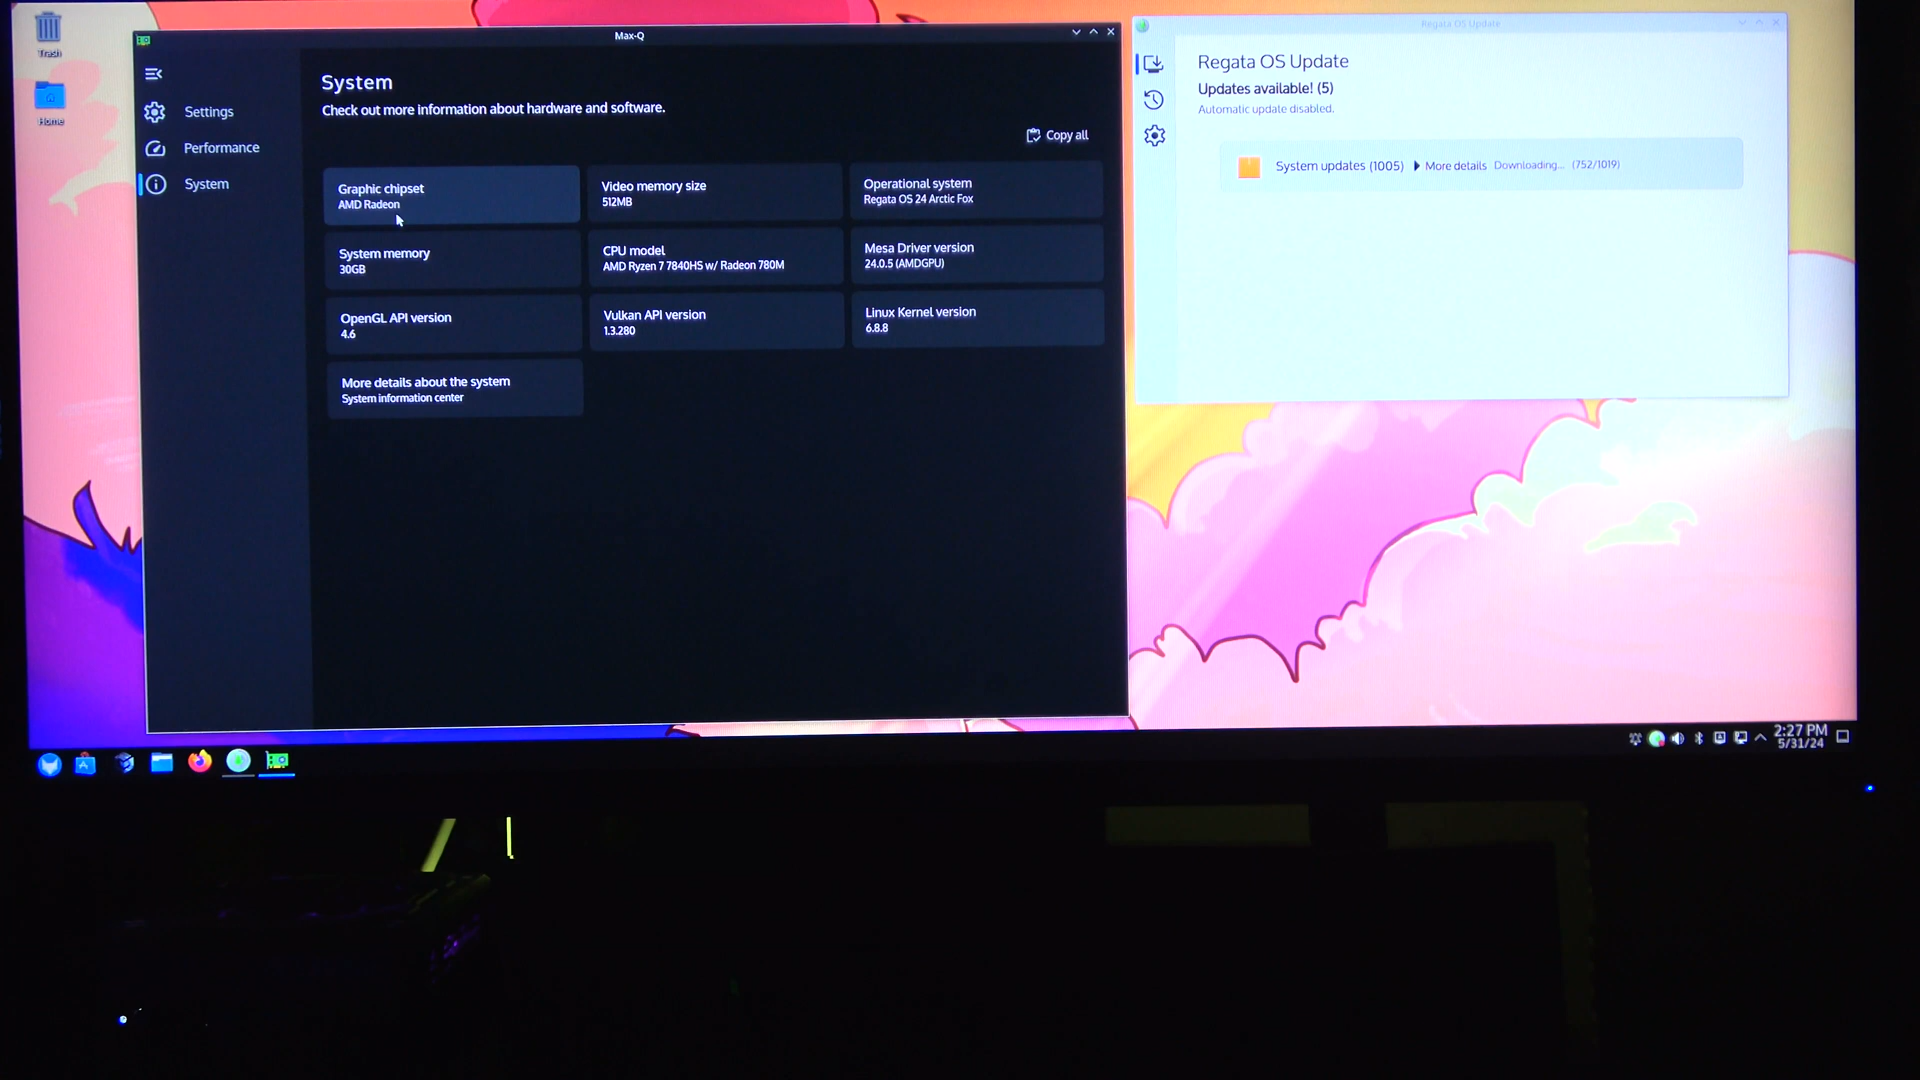 Trash
Home
Max-Q
Settings
Performance
System
System
Check out more information about hardware and software.
Copy all
Graphic chipset
AMD Radeon
Video memory size
512MB
Operational system
Regata OS 24 Arctic Fox
System memory
30GB
CPU model
AMD Ryzen 7 7840HS w/ Radeon 780M
Mesa Driver version
24.0.5 (AMDGPU)
OpenGL API version
4.6
Vulkan API version
1.3.280
Linux Kernel version
6.8.8
More details about the system
System information center
Regata OS Update
Regata OS Update
Updates available! (5)
Automatic update disabled.
System updates (1005) More details Downloading... (752/1019)
2:27 PM
5/31/24